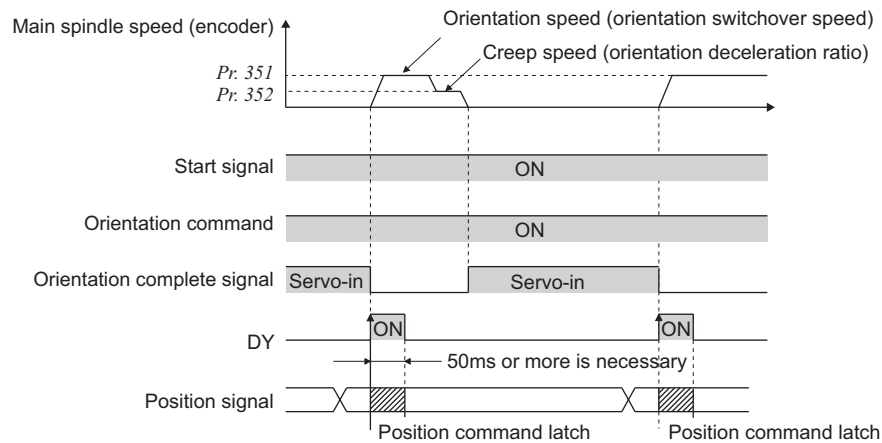 Orientation speed (orientation switchover speed)
Main spindle speed (encoder)
Creep speed (orientation deceleration ratio)
Pr. 351
Pr. 352
Start signal
ON
Orientation command
ON
Orientation complete signal
Servo-in
Servo-in
DY
ON
ON
50ms or more is necessary
Position signal
Position command latch
Position command latch